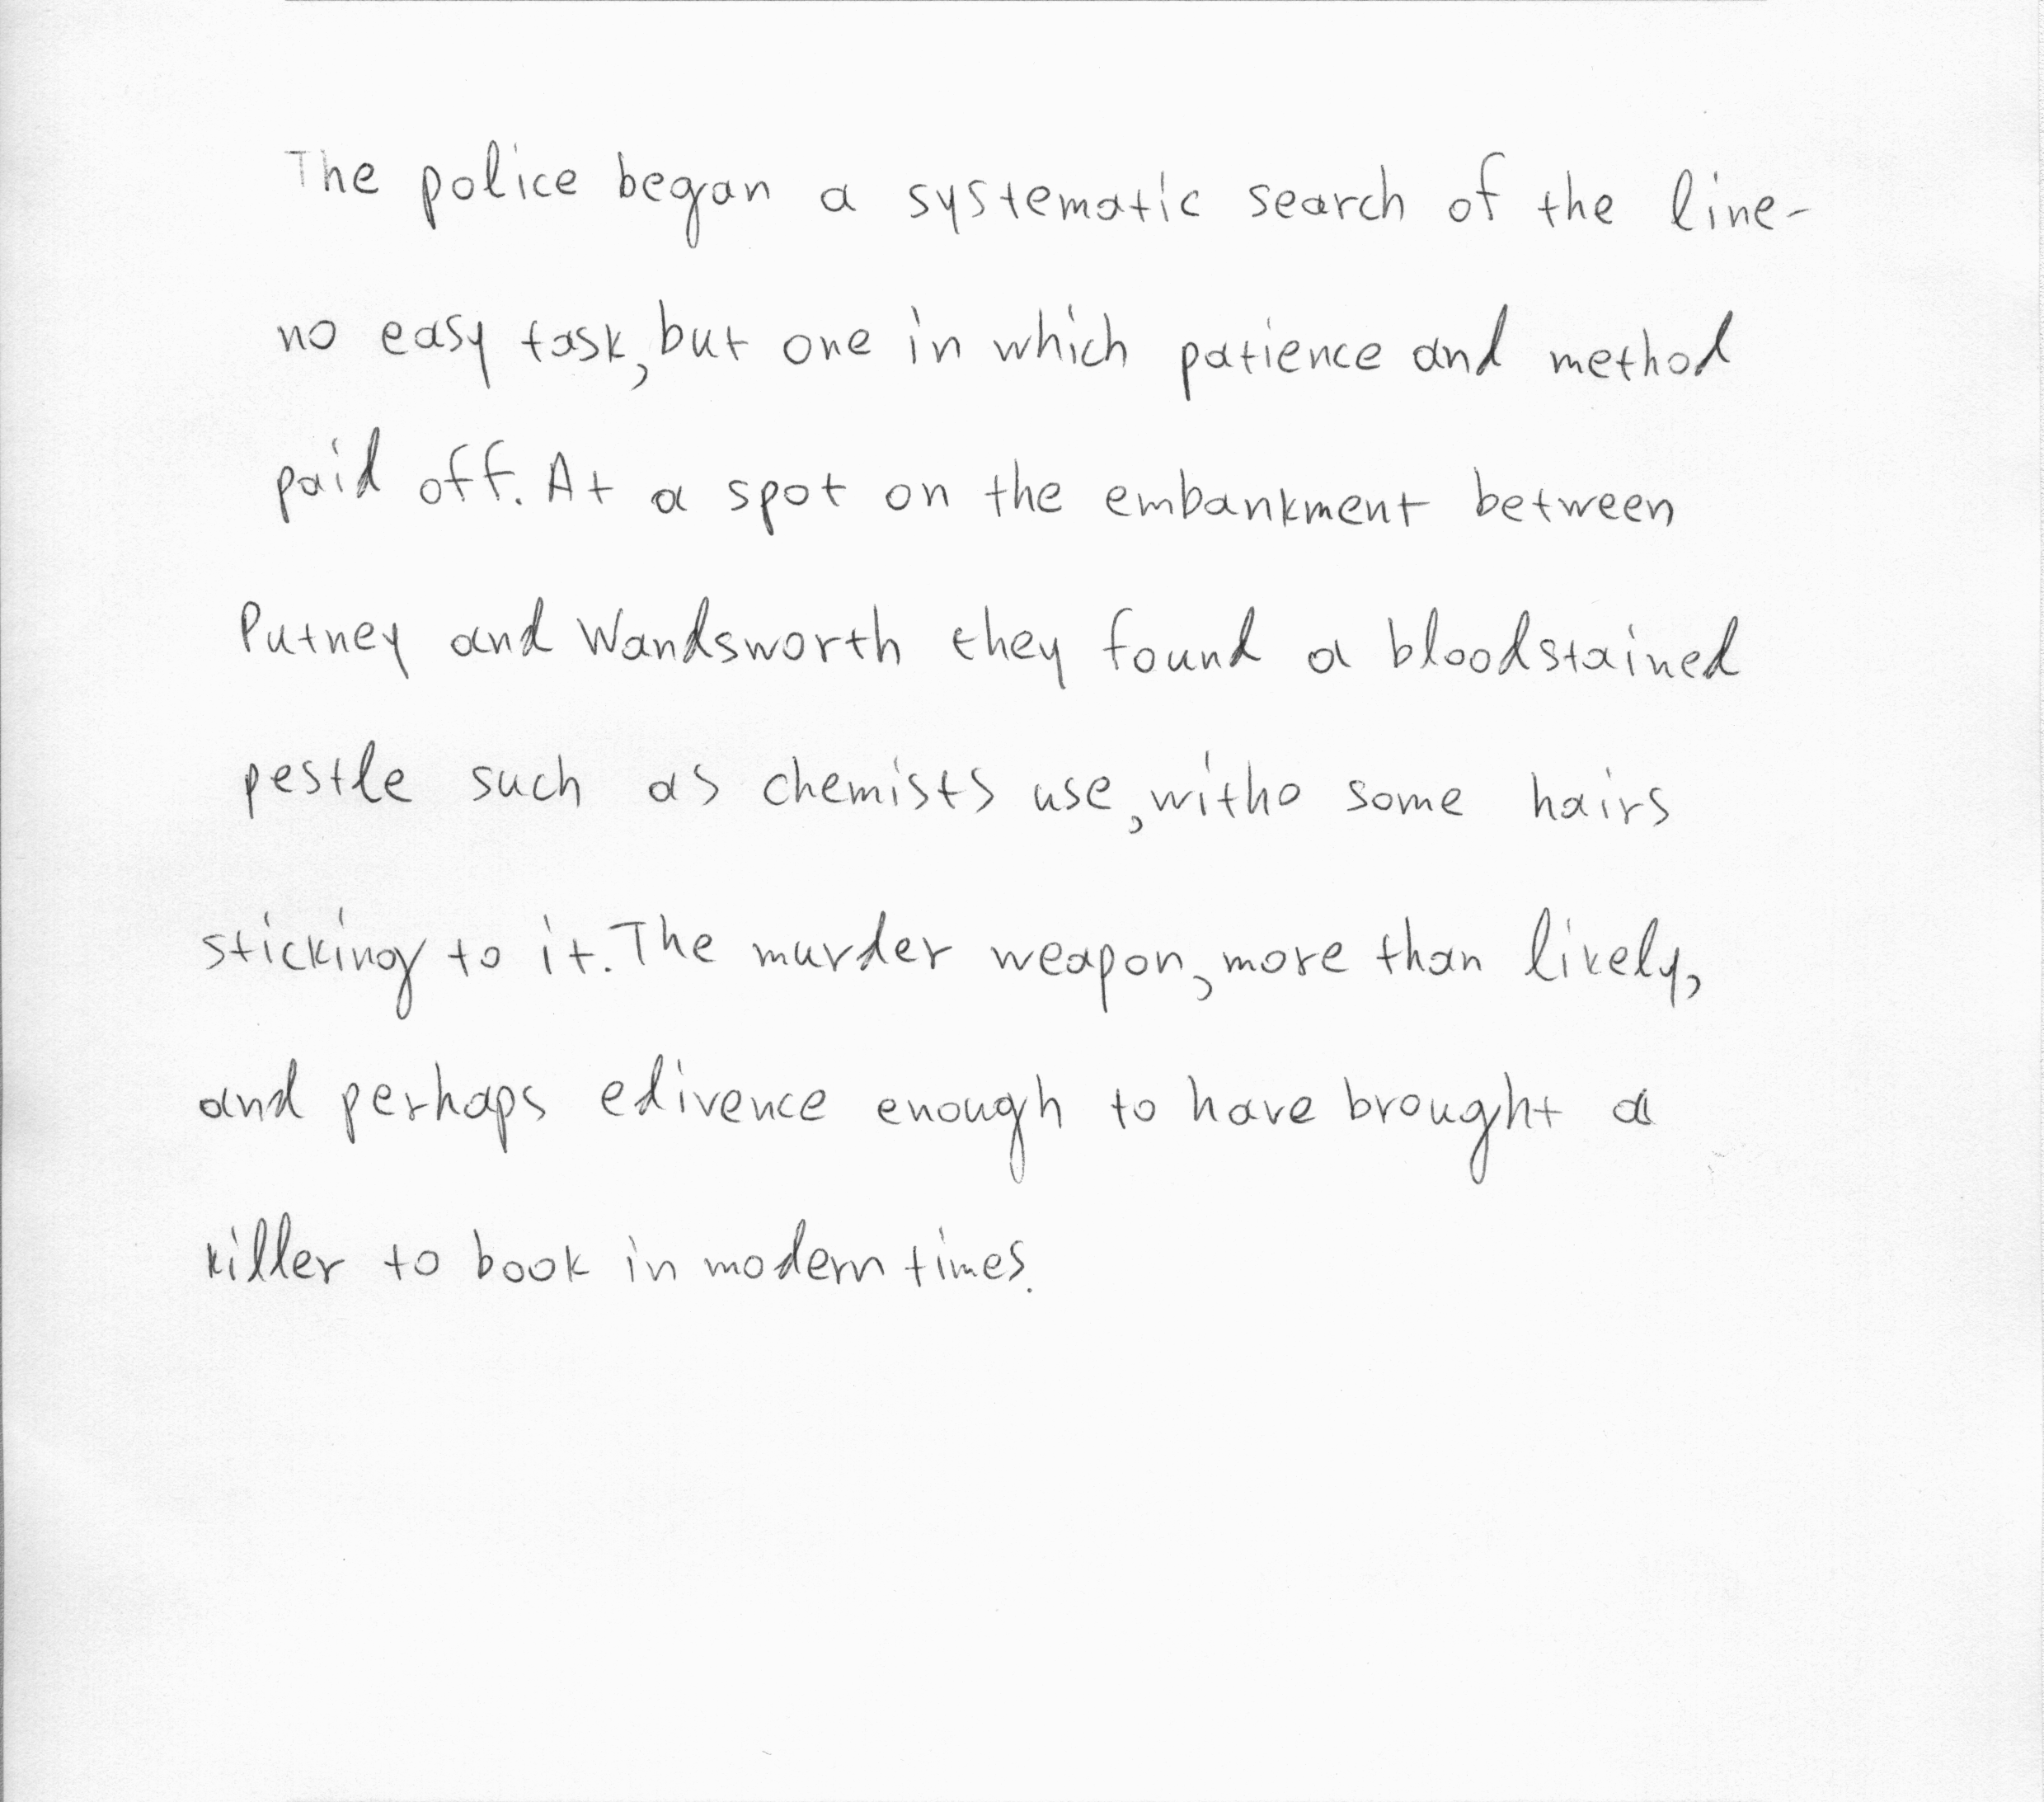 The police began a systematic search of the line-
no easy task, but one in which patience and method
paid off. At a spot on the embankment between
Putney and Wandsworth they found a bloodstained
pestle such as chemists use, witho some hairs
sticking to it. The murder weapon, more than likely,
and perhaps edivence enough to have brought a
killer to book in modern times.